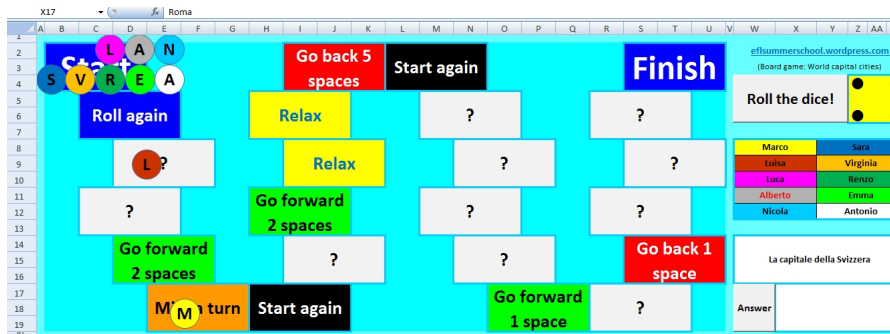 X17
fx
Roma
A B C D E F G H I J K L M N O P Q R S T U V W X Y Z AA
1
2
3
4
5
6
7
8
9
10
11
12
13
14
15
16
17
18
19
L A N
S V R E A
Go back 5
spaces
Start again
Finish
Roll again
Relax
?
?
L ?
Relax
?
?
?
Go forward
2 spaces
?
?
Go forward
2 spaces
?
?
Go back 1
space
M
turn
Start again
Go forward
1 space
?
eflsummerschool.wordpress.com
(Board game: World capital cities)
Roll the dice!
Marco Sara
Luisa Virginia
Luca Renzo
Alberto Emma
Nicola Antonio
La capitale della Svizzera
Answer